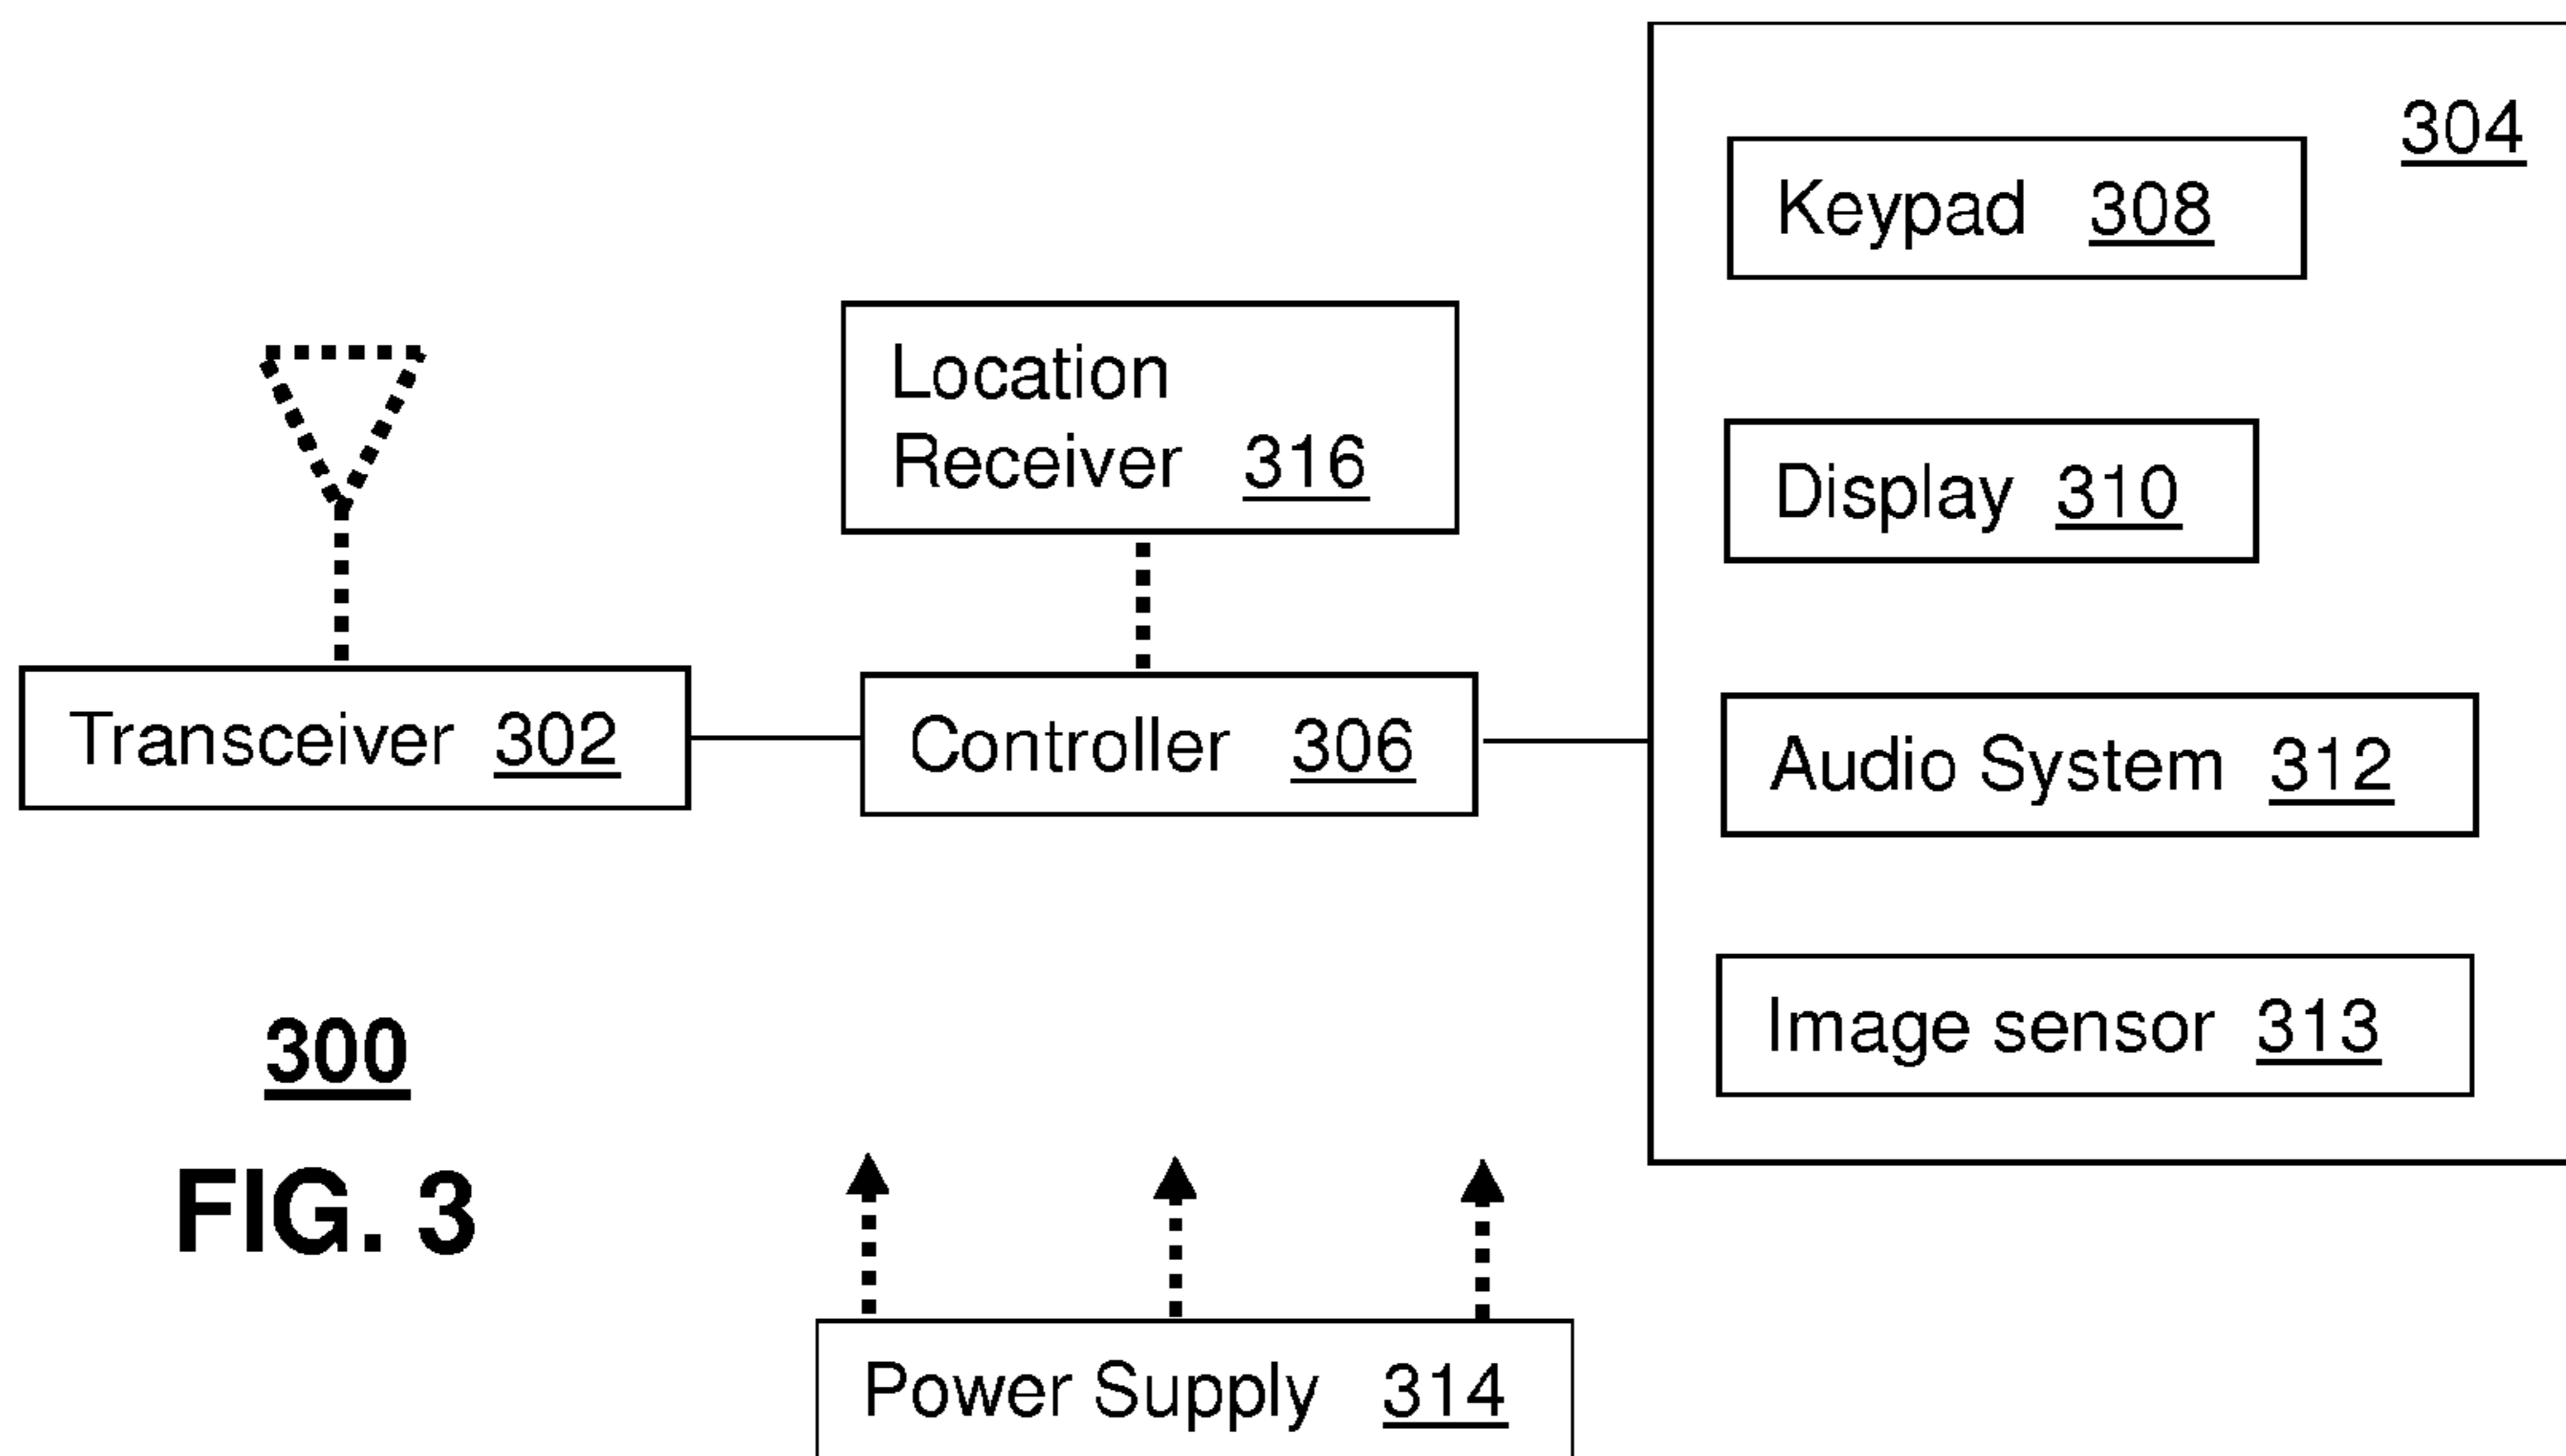 304
Keypad 308
Location
Receiver 316
Display 310
Transceiver 302
Controller 306
Audio System 312
Image sensor 313
300
FIG. 3
Power Supply 314